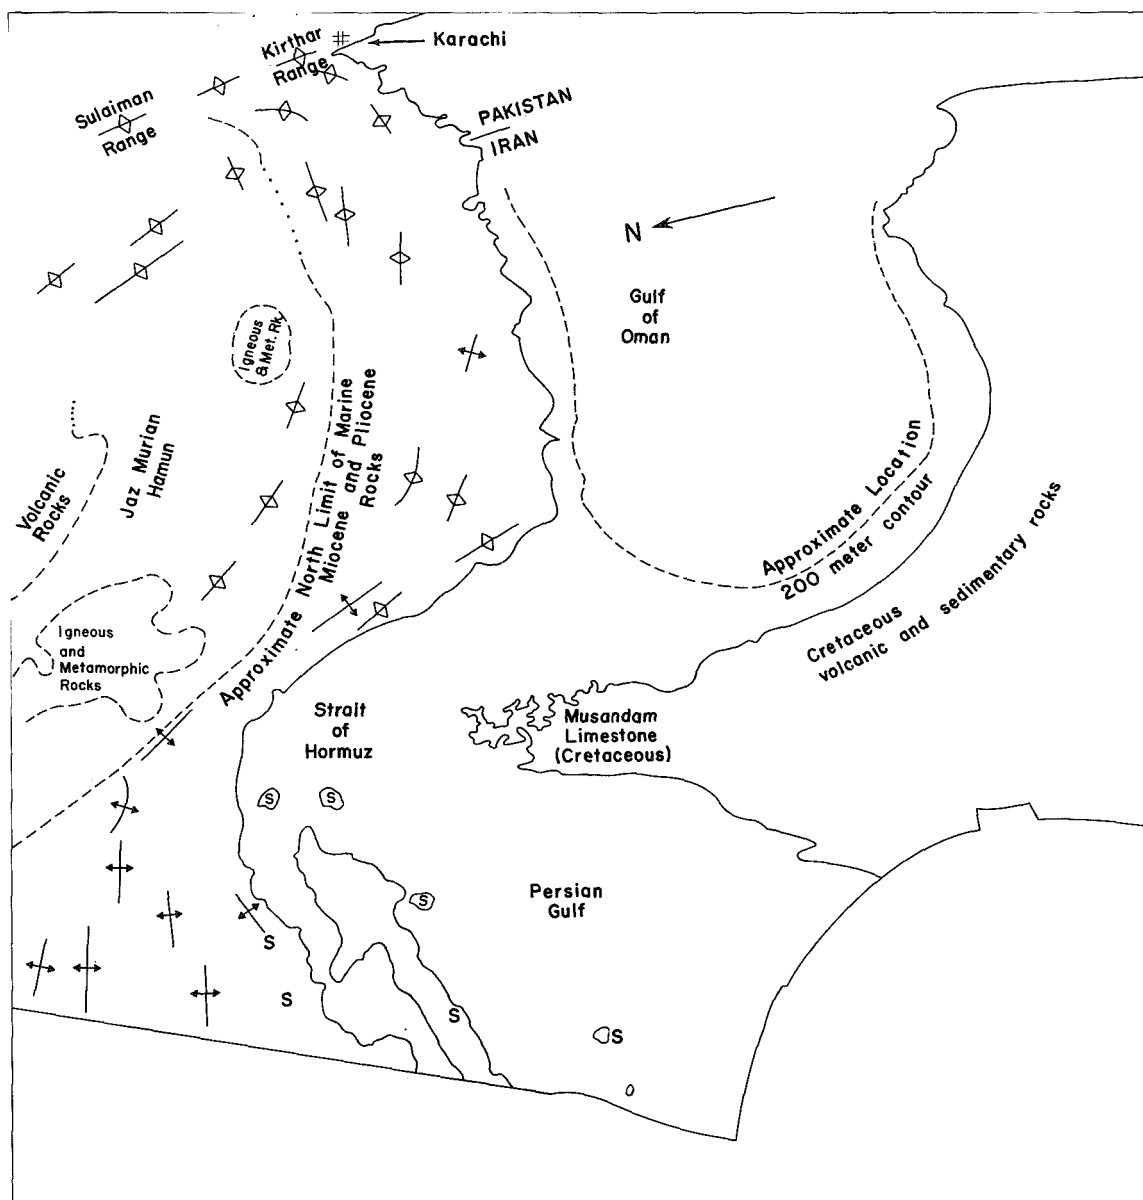 Kirthar
Range
#
Karachi
Sulaiman
Range
PAKISTAN
IRAN
N
Gulf
of
Oman
Igneous
& Met. Rk.
Jaz Murian
Hamun
Volcanic
Rocks
Approximate North Limit of Marine
Miocene and Pliocene
Rocks
Approximate Location
200 meter contour
Cretaceous
volcanic and sedimentary rocks
Igneous
and
Metamorphic
Rocks
Strait
of
Hormuz
Musandam
Limestone
(Cretaceous)
S
S
S
Persian
Gulf
S
S
S
S